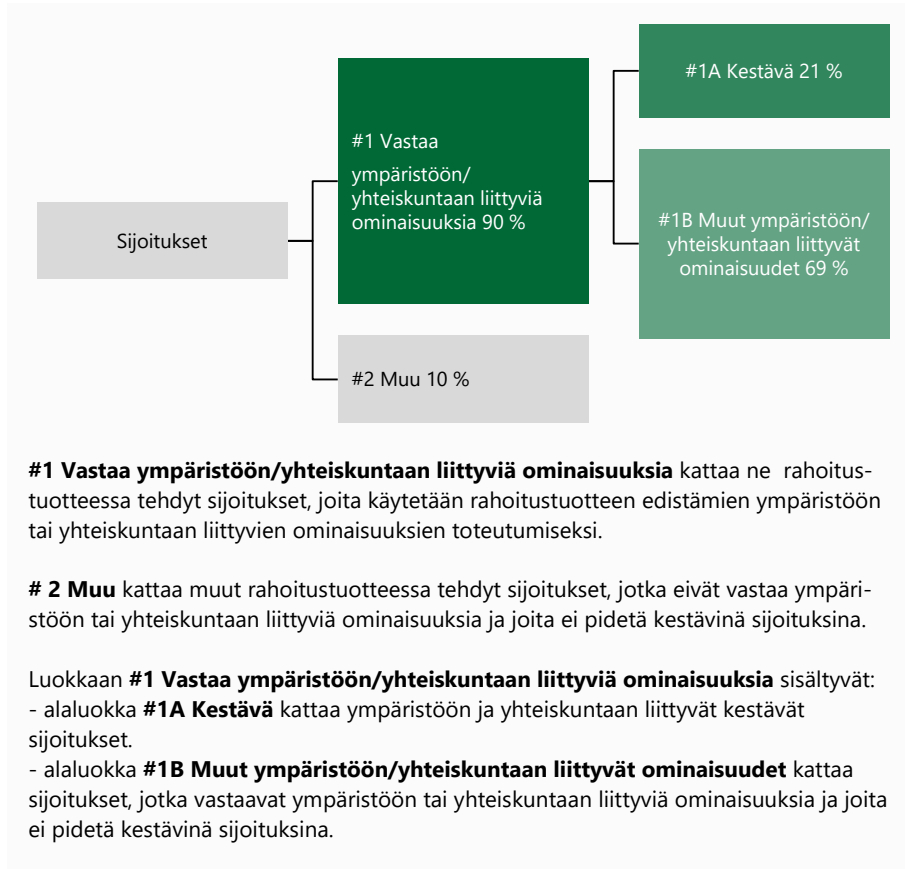 #1A Kestävä 21 %
#1 Vastaa
ympäristöön/
yhteiskuntaan liittyviä
ominaisuuksia 90 %
#1B Muut ympäristöön/
yhteiskuntaan liittyvät
ominaisuudet 69 %
Sijoitukset
#2 Muu 10 %
#1 Vastaa ympäristöön/yhteiskuntaan liittyviä ominaisuuksia kattaa ne rahoitus-
tuotteessa tehdyt sijoitukset, joita käytetään rahoitustuotteen edistämien ympäristöön
tai yhteiskuntaan liittyvien ominaisuuksien toteutumiseksi.
# 2 Muu kattaa muut rahoitustuotteessa tehdyt sijoitukset, jotka eivät vastaa ympäri-
stöön tai yhteiskuntaan liittyviä ominaisuuksia ja joita ei pidetä kestävinä sijoituksina.
Luokkaan #1 Vastaa ympäristöön/yhteiskuntaan liittyviä ominaisuuksia sisältyvät:
- alaluokka #1A Kestävä kattaa ympäristöön ja yhteiskuntaan liittyvät kestävät
sijoitukset.
- alaluokka #1B Muut ympäristöön/yhteiskuntaan liittyvät ominaisuudet kattaa
sijoitukset, jotka vastaavat ympäristöön tai yhteiskuntaan liittyviä ominaisuuksia ja joita
ei pidetä kestävinä sijoituksina.